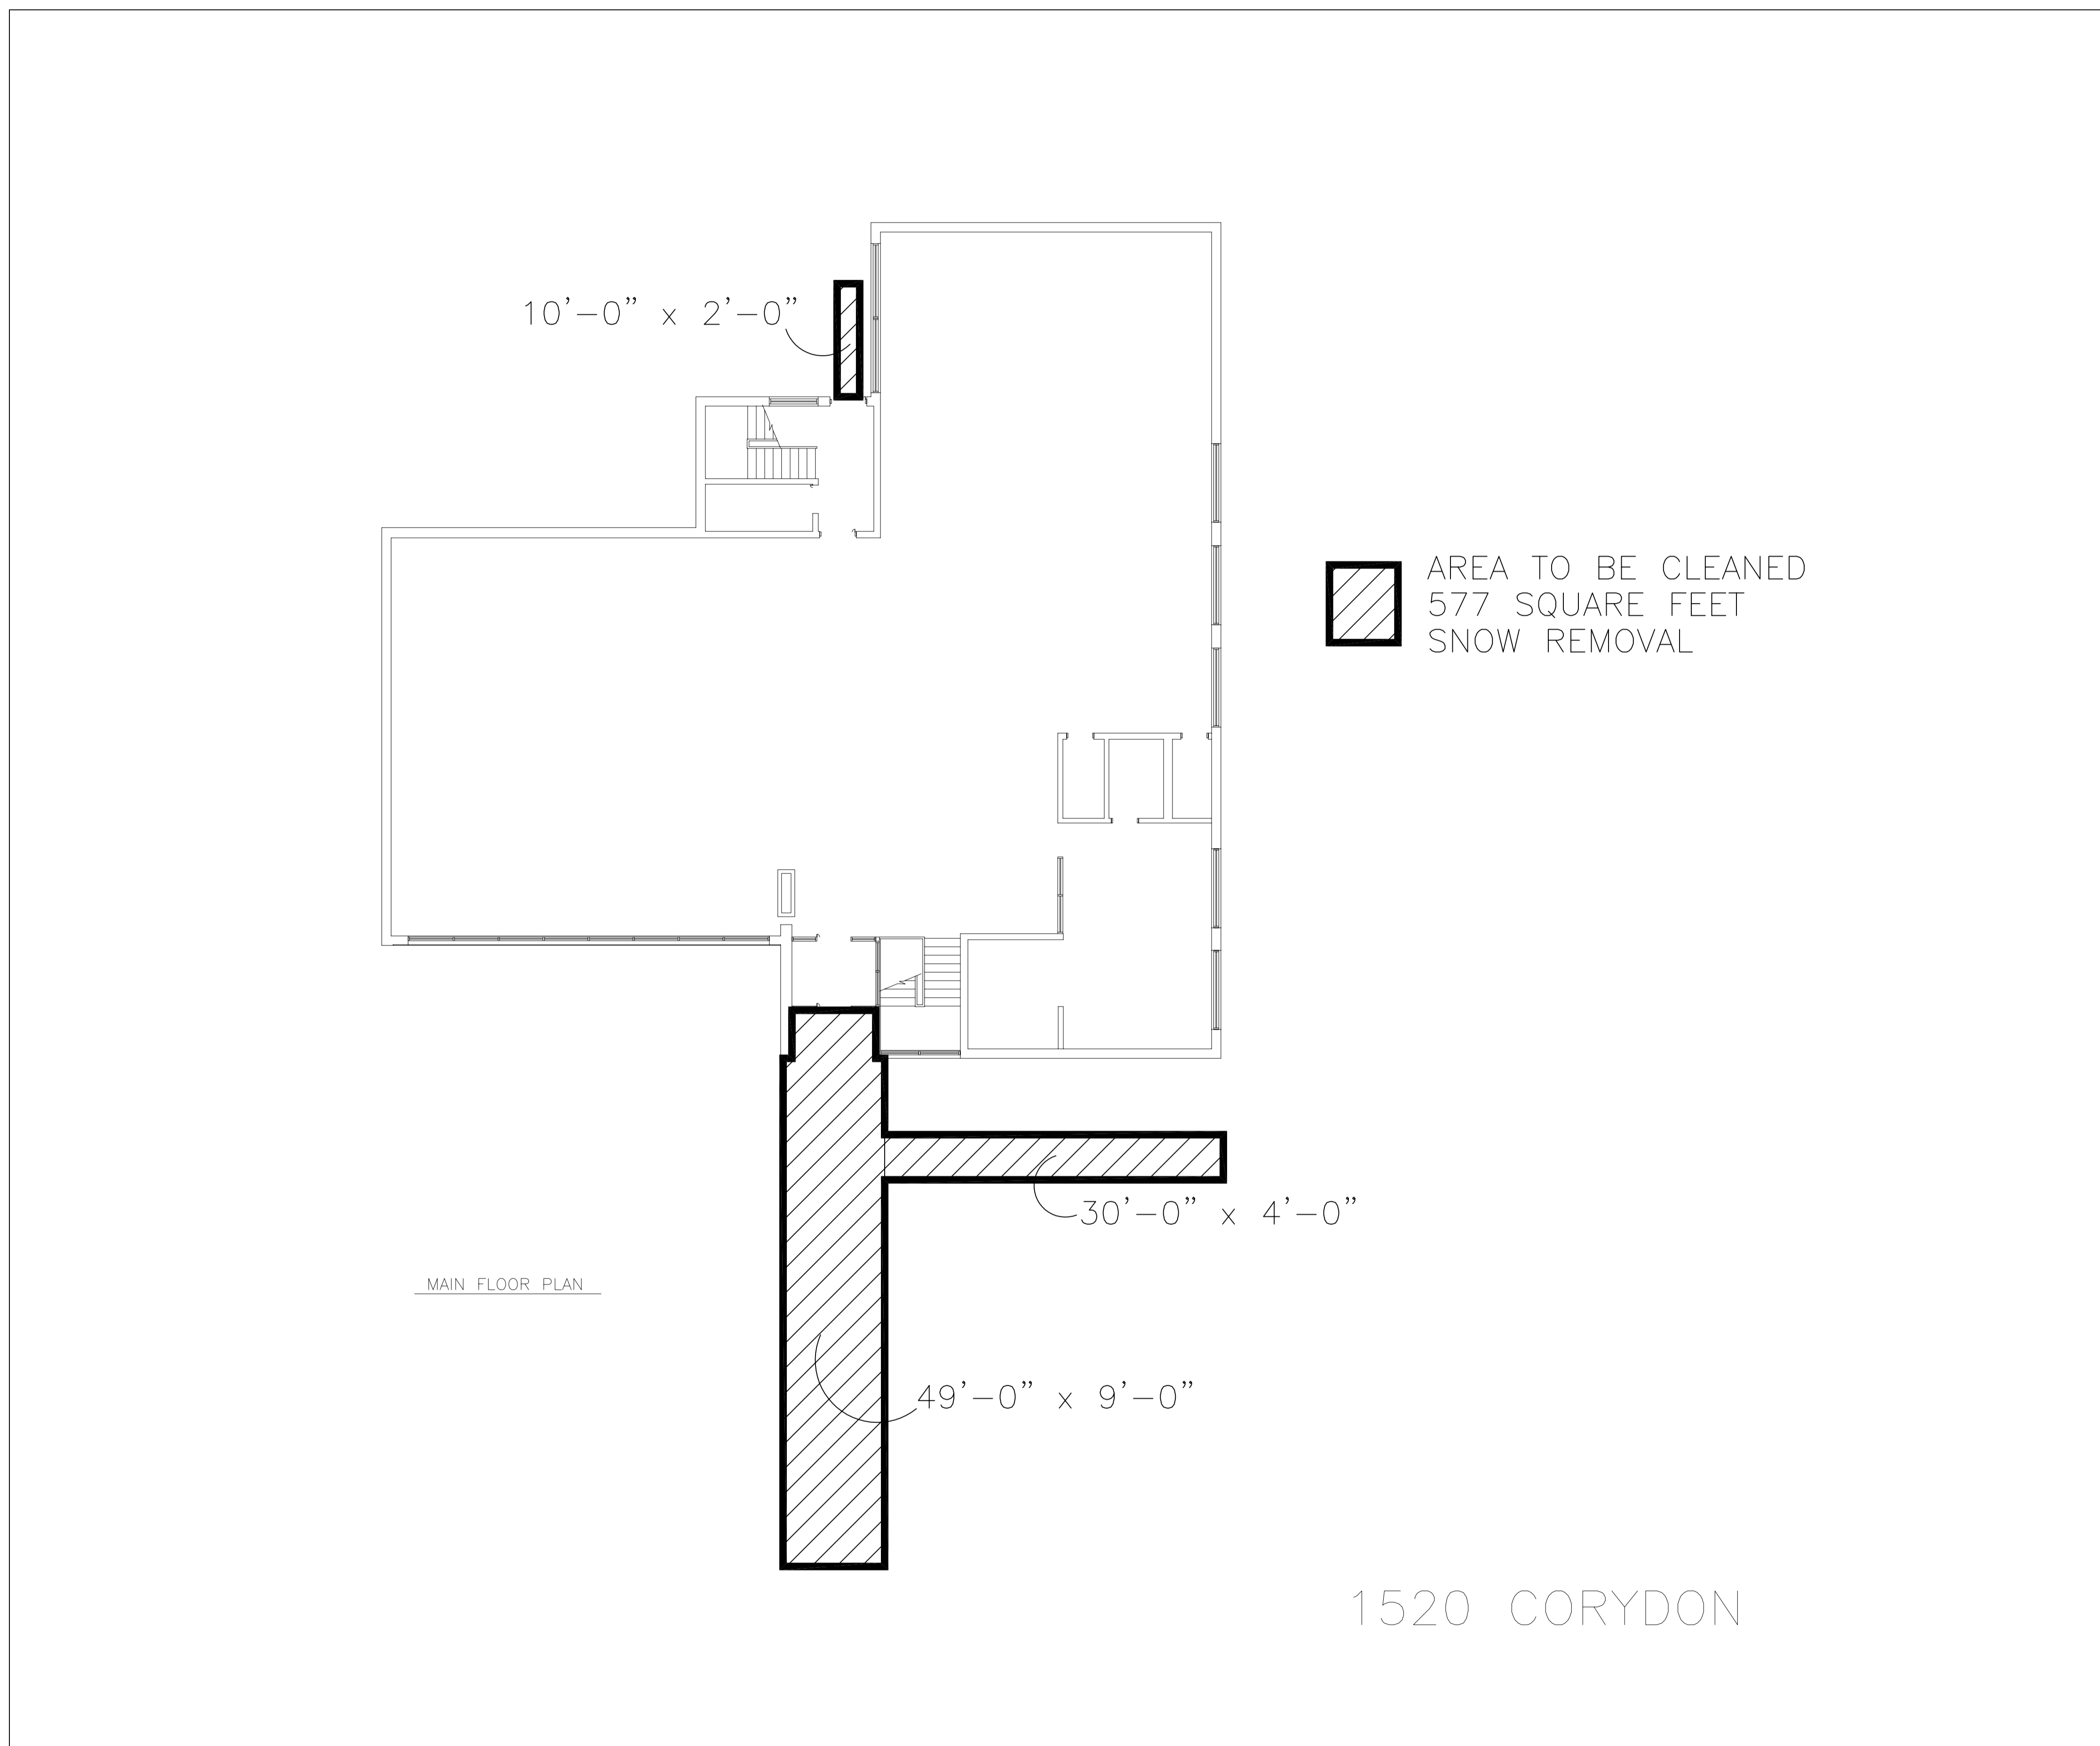 10'-0" x 2'-0"
AREA TO BE CLEANED
577 SQUARE FEET
SNOW REMOVAL
30'-0" x 4'-0"
MAIN FLOOR PLAN
49'-0" x 9'-0"
1520 CORYDON